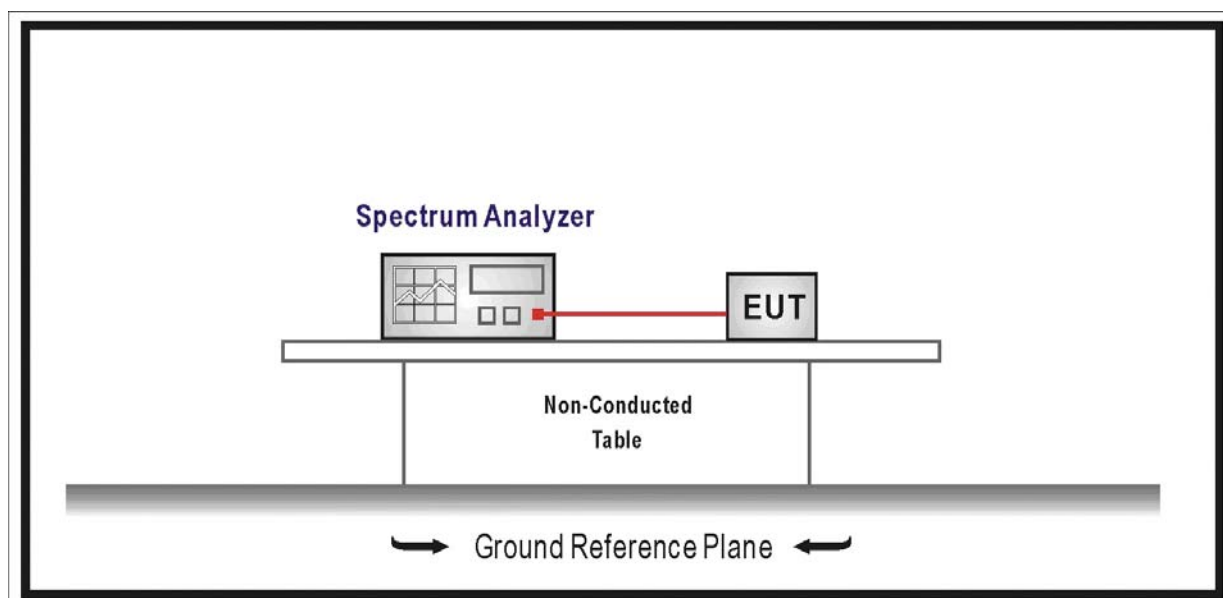 Spectrum Analyzer
EUT
Non-Conducted
Table
Ground Reference Plane